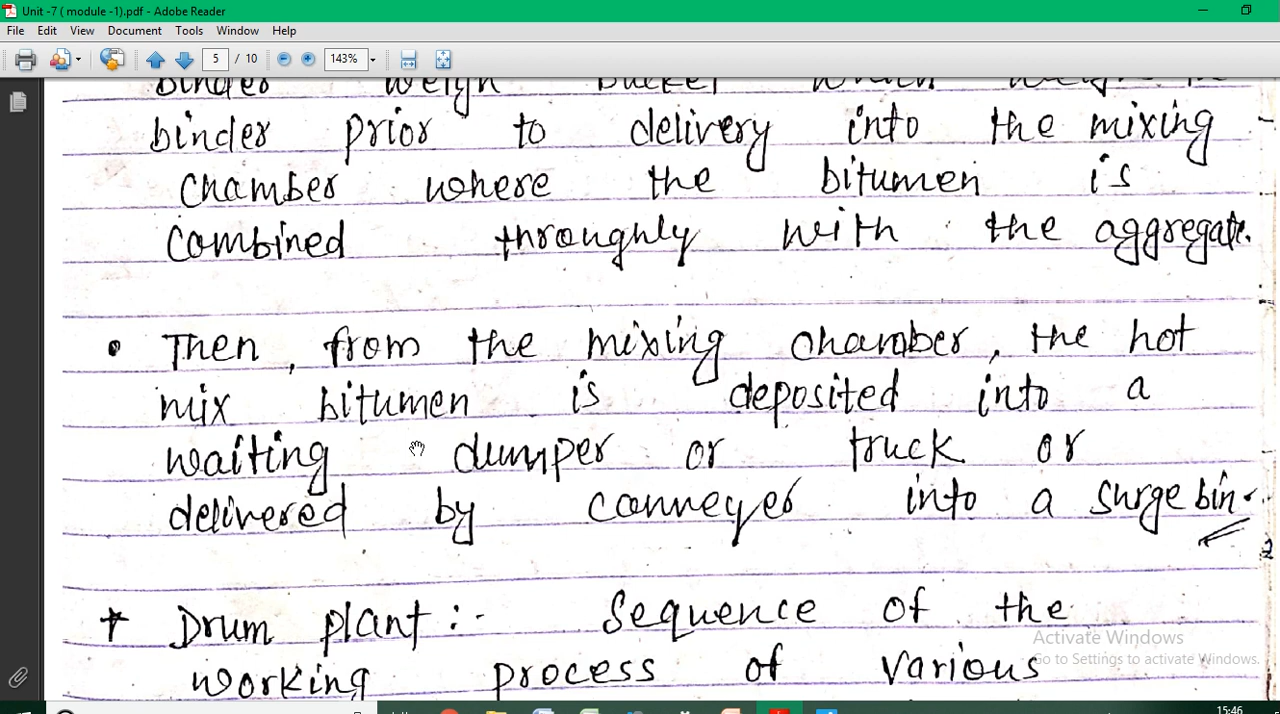 Unit -7 ( module -1).pdf - Adobe Reader
File Edit View Document Tools Window Help
5 / 10 143%
binder weigh bucket which
binder prior to delivery into the mixing
chamber where the bitumen is
combined throughly with the aggregate.
• Then, from the mixing chamber, the hot
mix bitumen is deposited into a
waiting dumper or truck or
delivered by conveyer into a surge bin.
* Drum plant :- Sequence of the
working process of various
Activate Windows
Go to Settings to activate Windows.
15:46